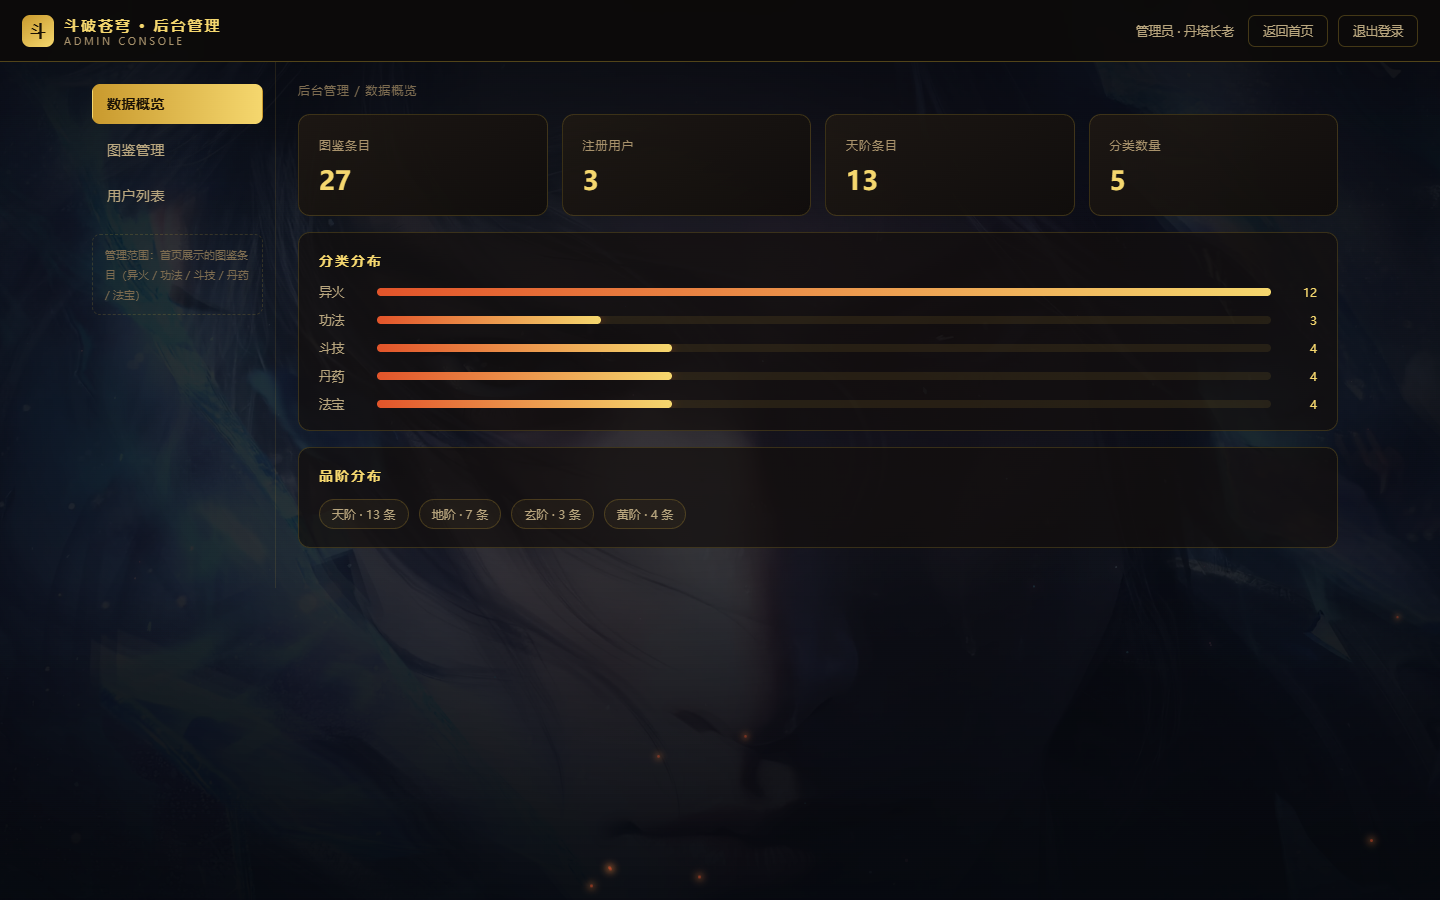 斗
斗破苍穹 · 后台管理
ADMIN CONSOLE
管理员 · 丹塔长老
返回首页
退出登录
数据概览
图鉴管理
用户列表
管理范围：首页展示的图鉴条
目（异火 / 功法 / 斗技 / 丹药
/ 法宝）
后台管理 / 数据概览
图鉴条目
27
注册用户
3
天阶条目
13
分类数量
5
分类分布
异火 12
功法 3
斗技 4
丹药 4
法宝 4
品阶分布
天阶 · 13 条
地阶 · 7 条
玄阶 · 3 条
黄阶 · 4 条